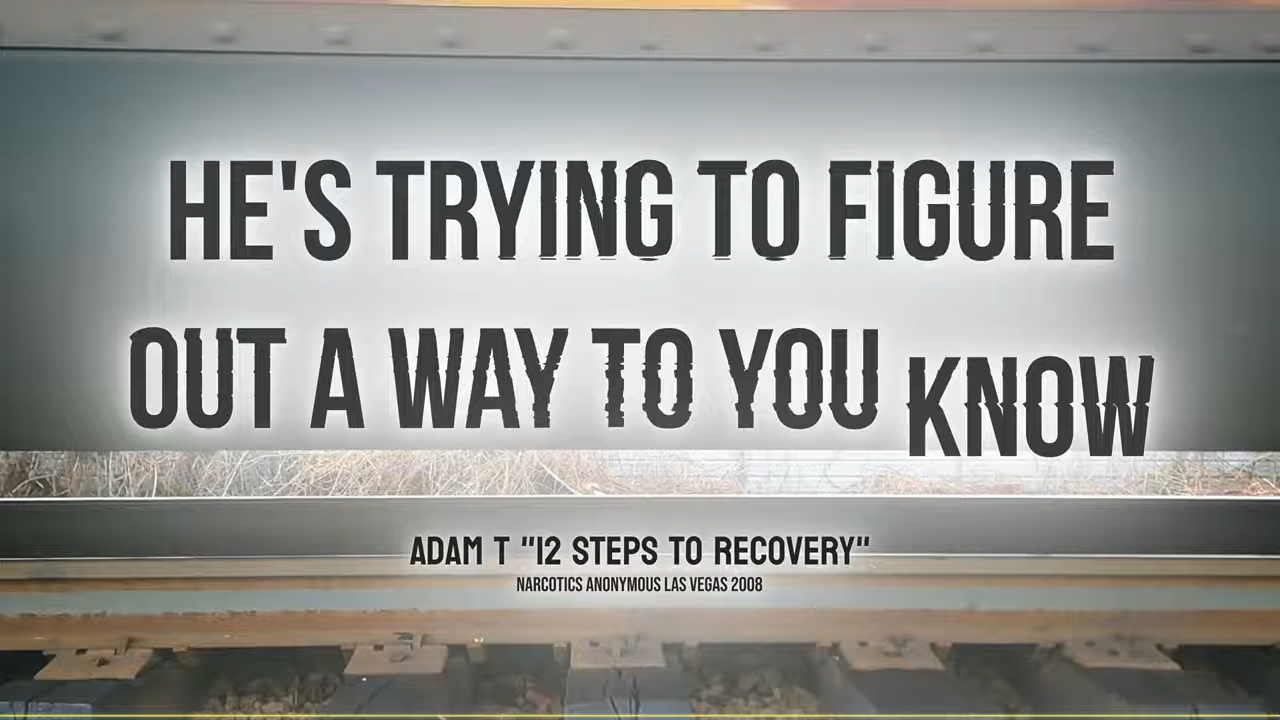 HE'S TRYING TO FIGURE
OUT A WAY TO YOU KNOW
ADAM T "12 STEPS TO RECOVERY"
NARCOTICS ANONYMOUS LAS VEGAS 2008